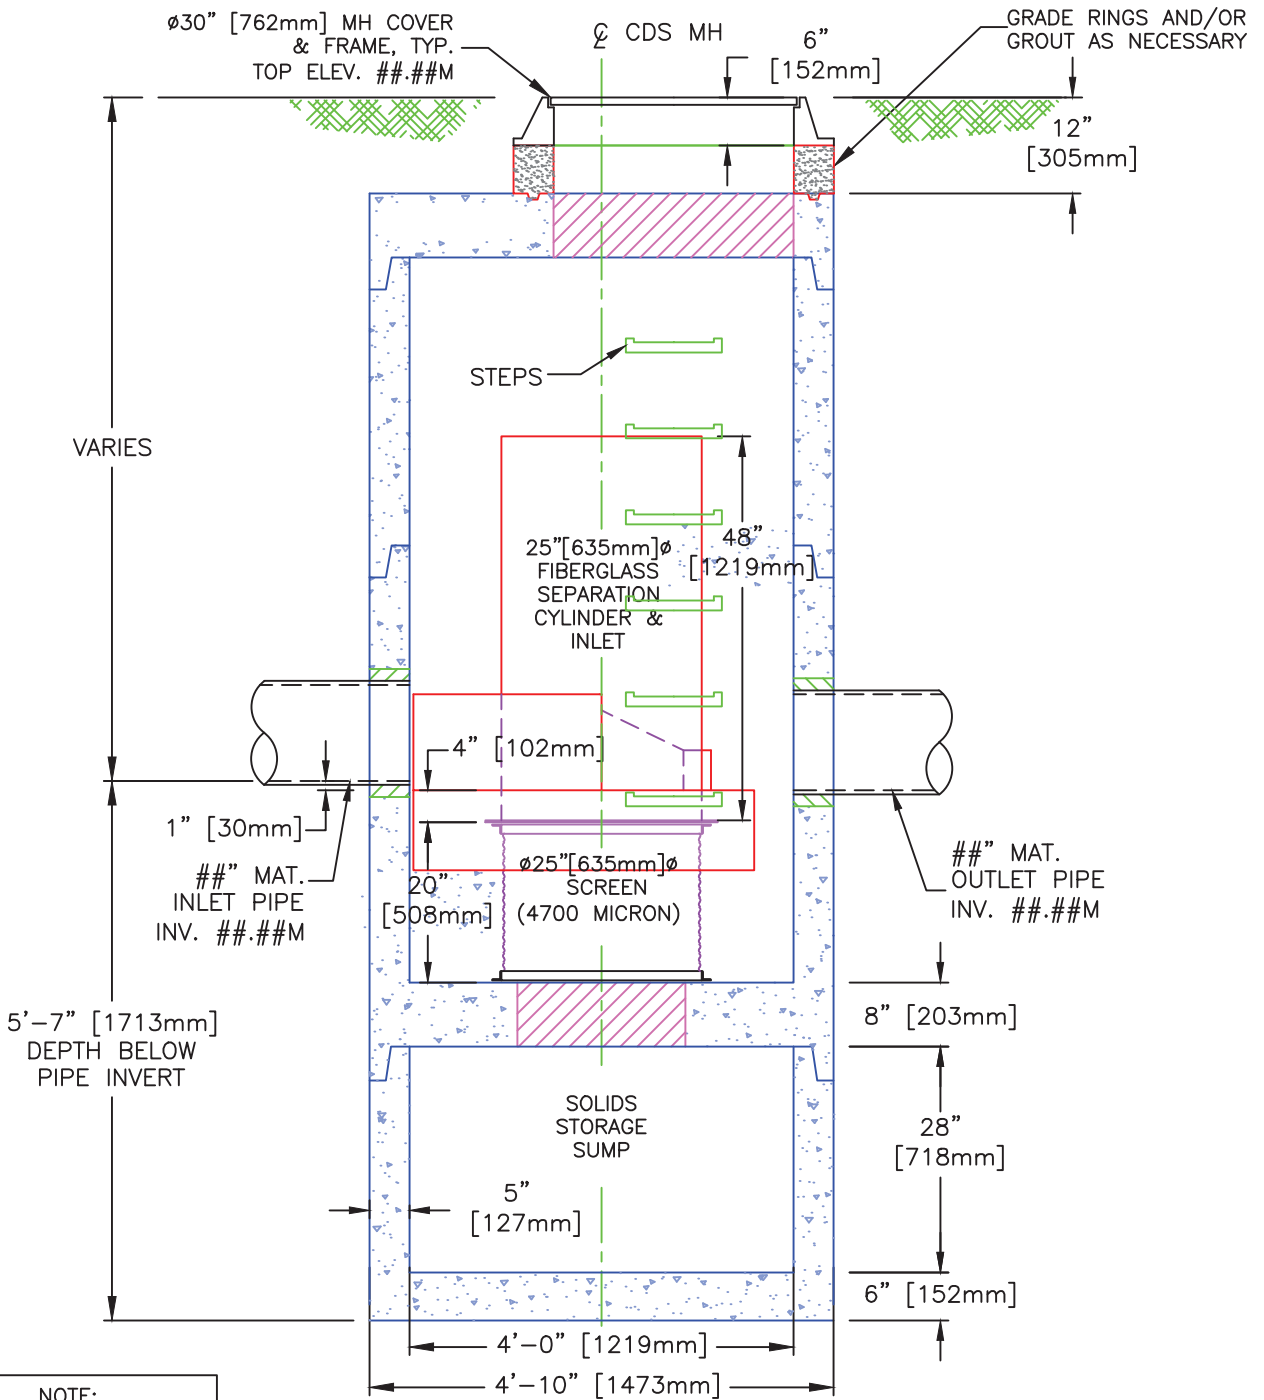 ø30” [762mm] MH COVER
& FRAME, TYP.
TOP ELEV. ##.##M
℄ CDS MH
6”
[152mm]
GRADE RINGS AND/OR
GROUT AS NECESSARY
12”
[305mm]
STEPS
VARIES
48”
[1219mm]
25”[635mm]ø
FIBERGLASS
SEPARATION
CYLINDER &
INLET
4” [102mm]
1” [30mm]
##” MAT.
INLET PIPE
INV. ##.##M
20”
[508mm]
ø25”[635mm]ø
SCREEN
(4700 MICRON)
##” MAT.
OUTLET PIPE
INV. ##.##M
5’-7” [1713mm]
DEPTH BELOW
PIPE INVERT
8” [203mm]
SOLIDS
STORAGE
SUMP
28”
[718mm]
5”
[127mm]
6” [152mm]
4’-0” [1219mm]
4’-10” [1473mm]
NOTE: